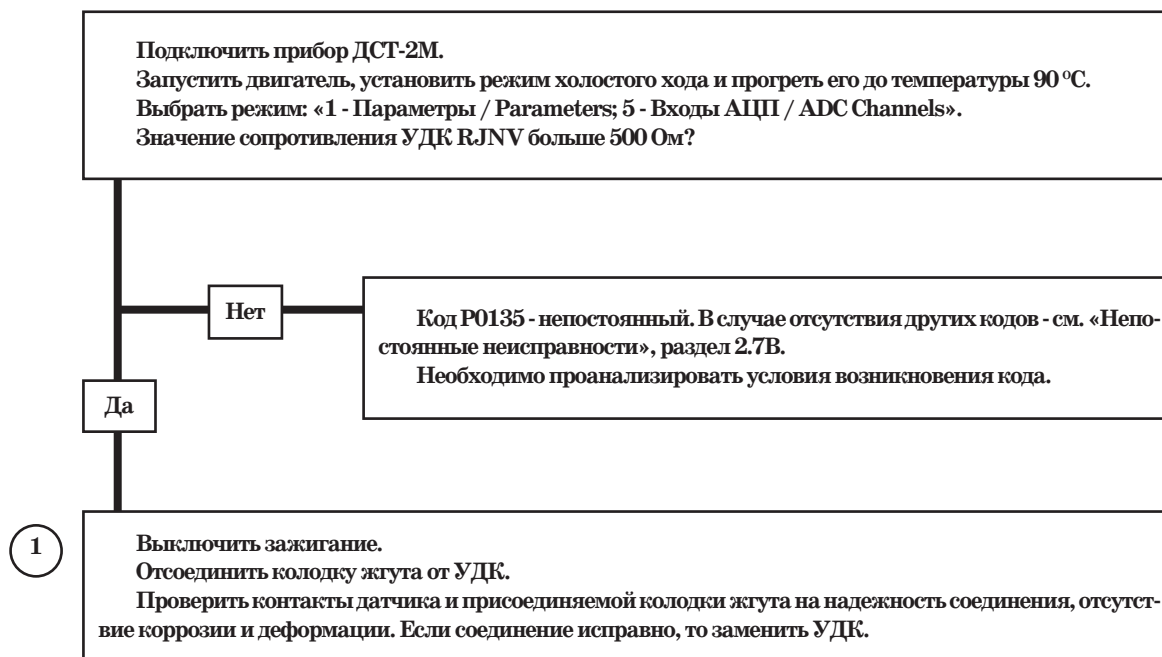 Подключить прибор ДСТ-2М.
Запустить двигатель, установить режим холостого хода и прогреть его до температуры 90 °С.
Выбрать режим: «1 - Параметры / Parameters; 5 - Входы АЦП / ADC Channels».
Значение сопротивления УДК RJNV больше 500 Ом?
Нет
Код Р0135 - непостоянный. В случае отсутствия других кодов - см. «Непо-
стоянные неисправности», раздел 2.7В.
Необходимо проанализировать условия возникновения кода.
Да
1
Выключить зажигание.
Отсоединить колодку жгута от УДК.
Проверить контакты датчика и присоединяемой колодки жгута на надежность соединения, отсутст-
вие коррозии и деформации. Если соединение исправно, то заменить УДК.